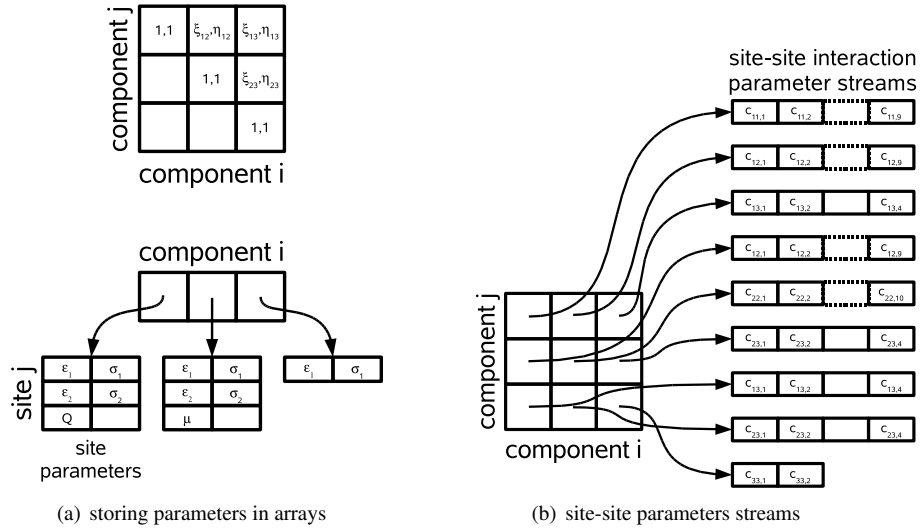 component j
1,1 ξ12,η12 ξ13,η13
1,1 ξ23,η23
1,1
component i
component i
site j
ε1 σ1
ε2 σ2
Q
ε1 σ1
ε2 σ2
μ
ε1 σ1
site
parameters
(a) storing parameters in arrays
site-site interaction
parameter streams
c11,1 c11,2 c11,9
c12,1 c12,2 c12,9
c13,1 c13,2 c13,4
c12,1 c12,2 c12,9
c22,1 c22,2 c22,10
c23,1 c23,2 c23,4
c13,1 c13,2 c13,4
c23,1 c23,2 c23,4
c33,1 c33,2
component j
component i
(b) site-site parameters streams